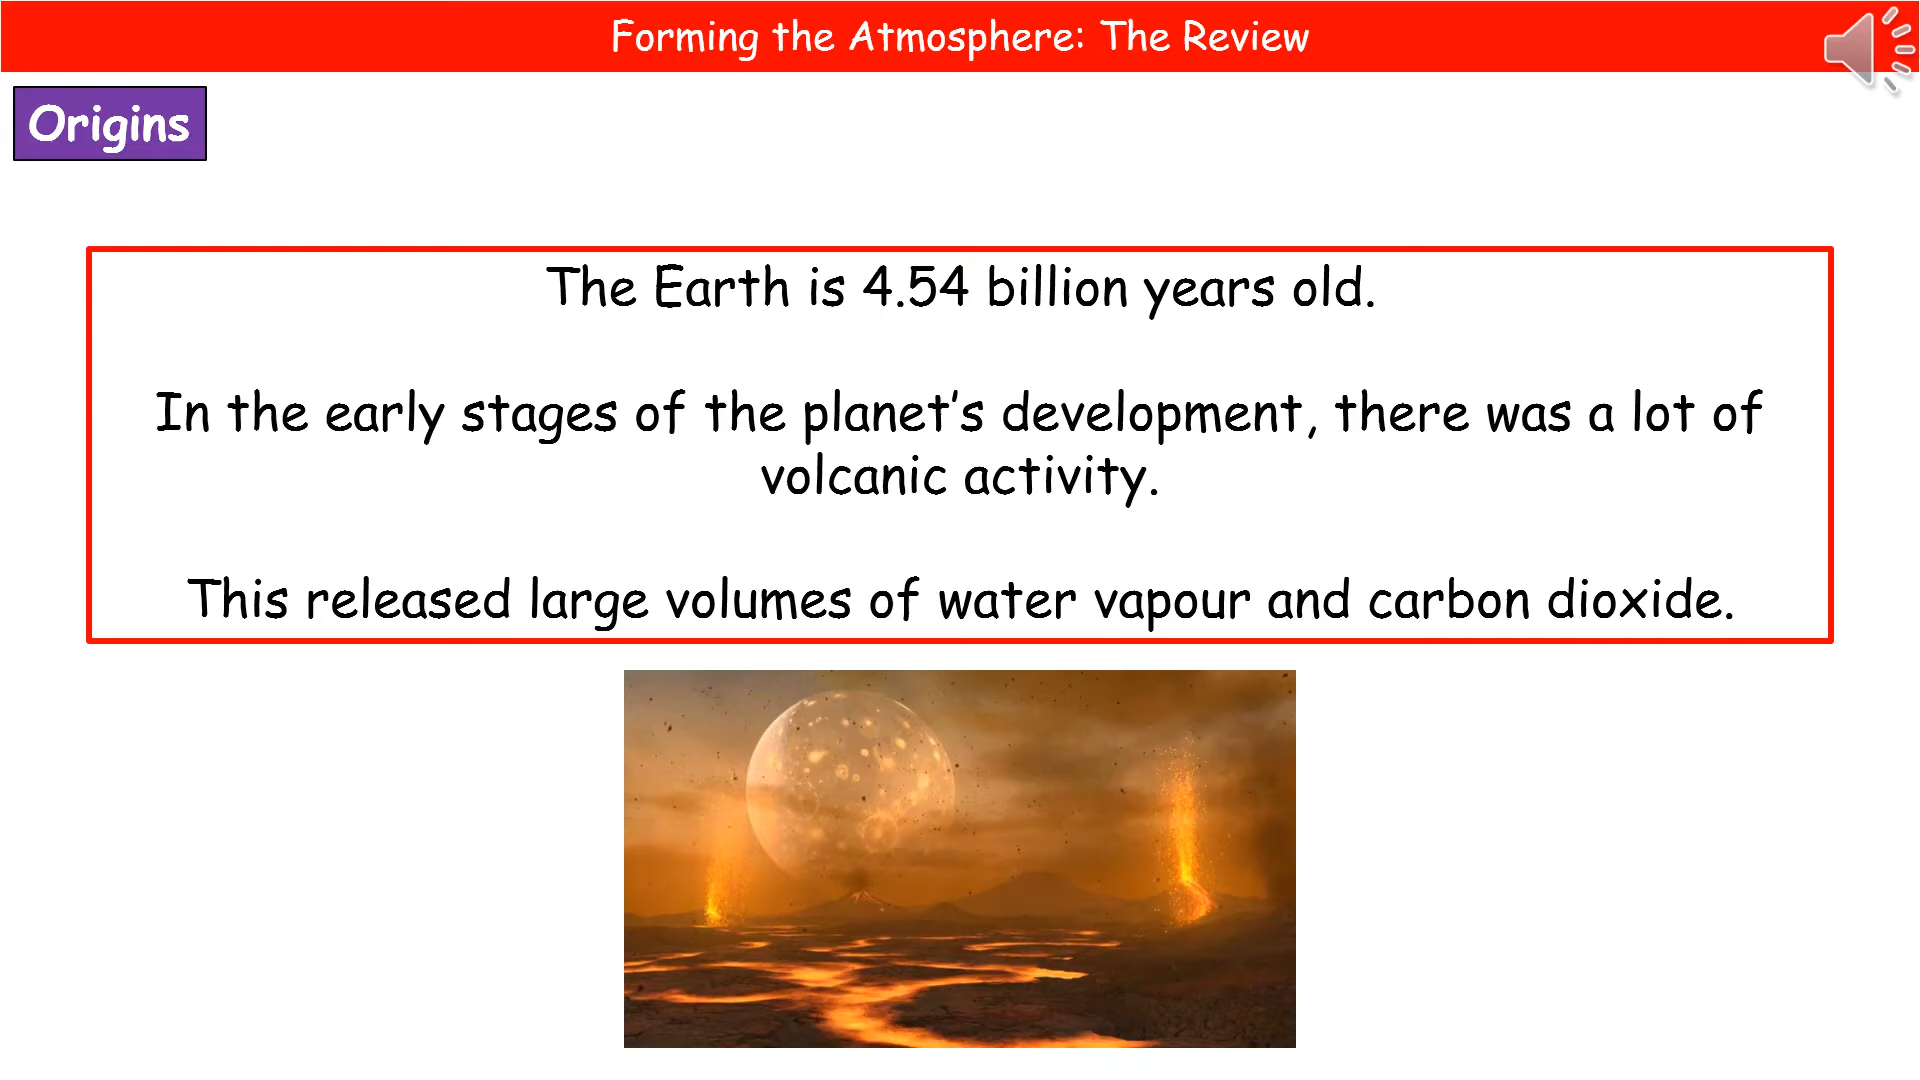 Forming the Atmosphere: The Review
Origins
The Earth is 4.54 billion years old.
In the early stages of the planet’s development, there was a lot of
volcanic activity.
This released large volumes of water vapour and carbon dioxide.